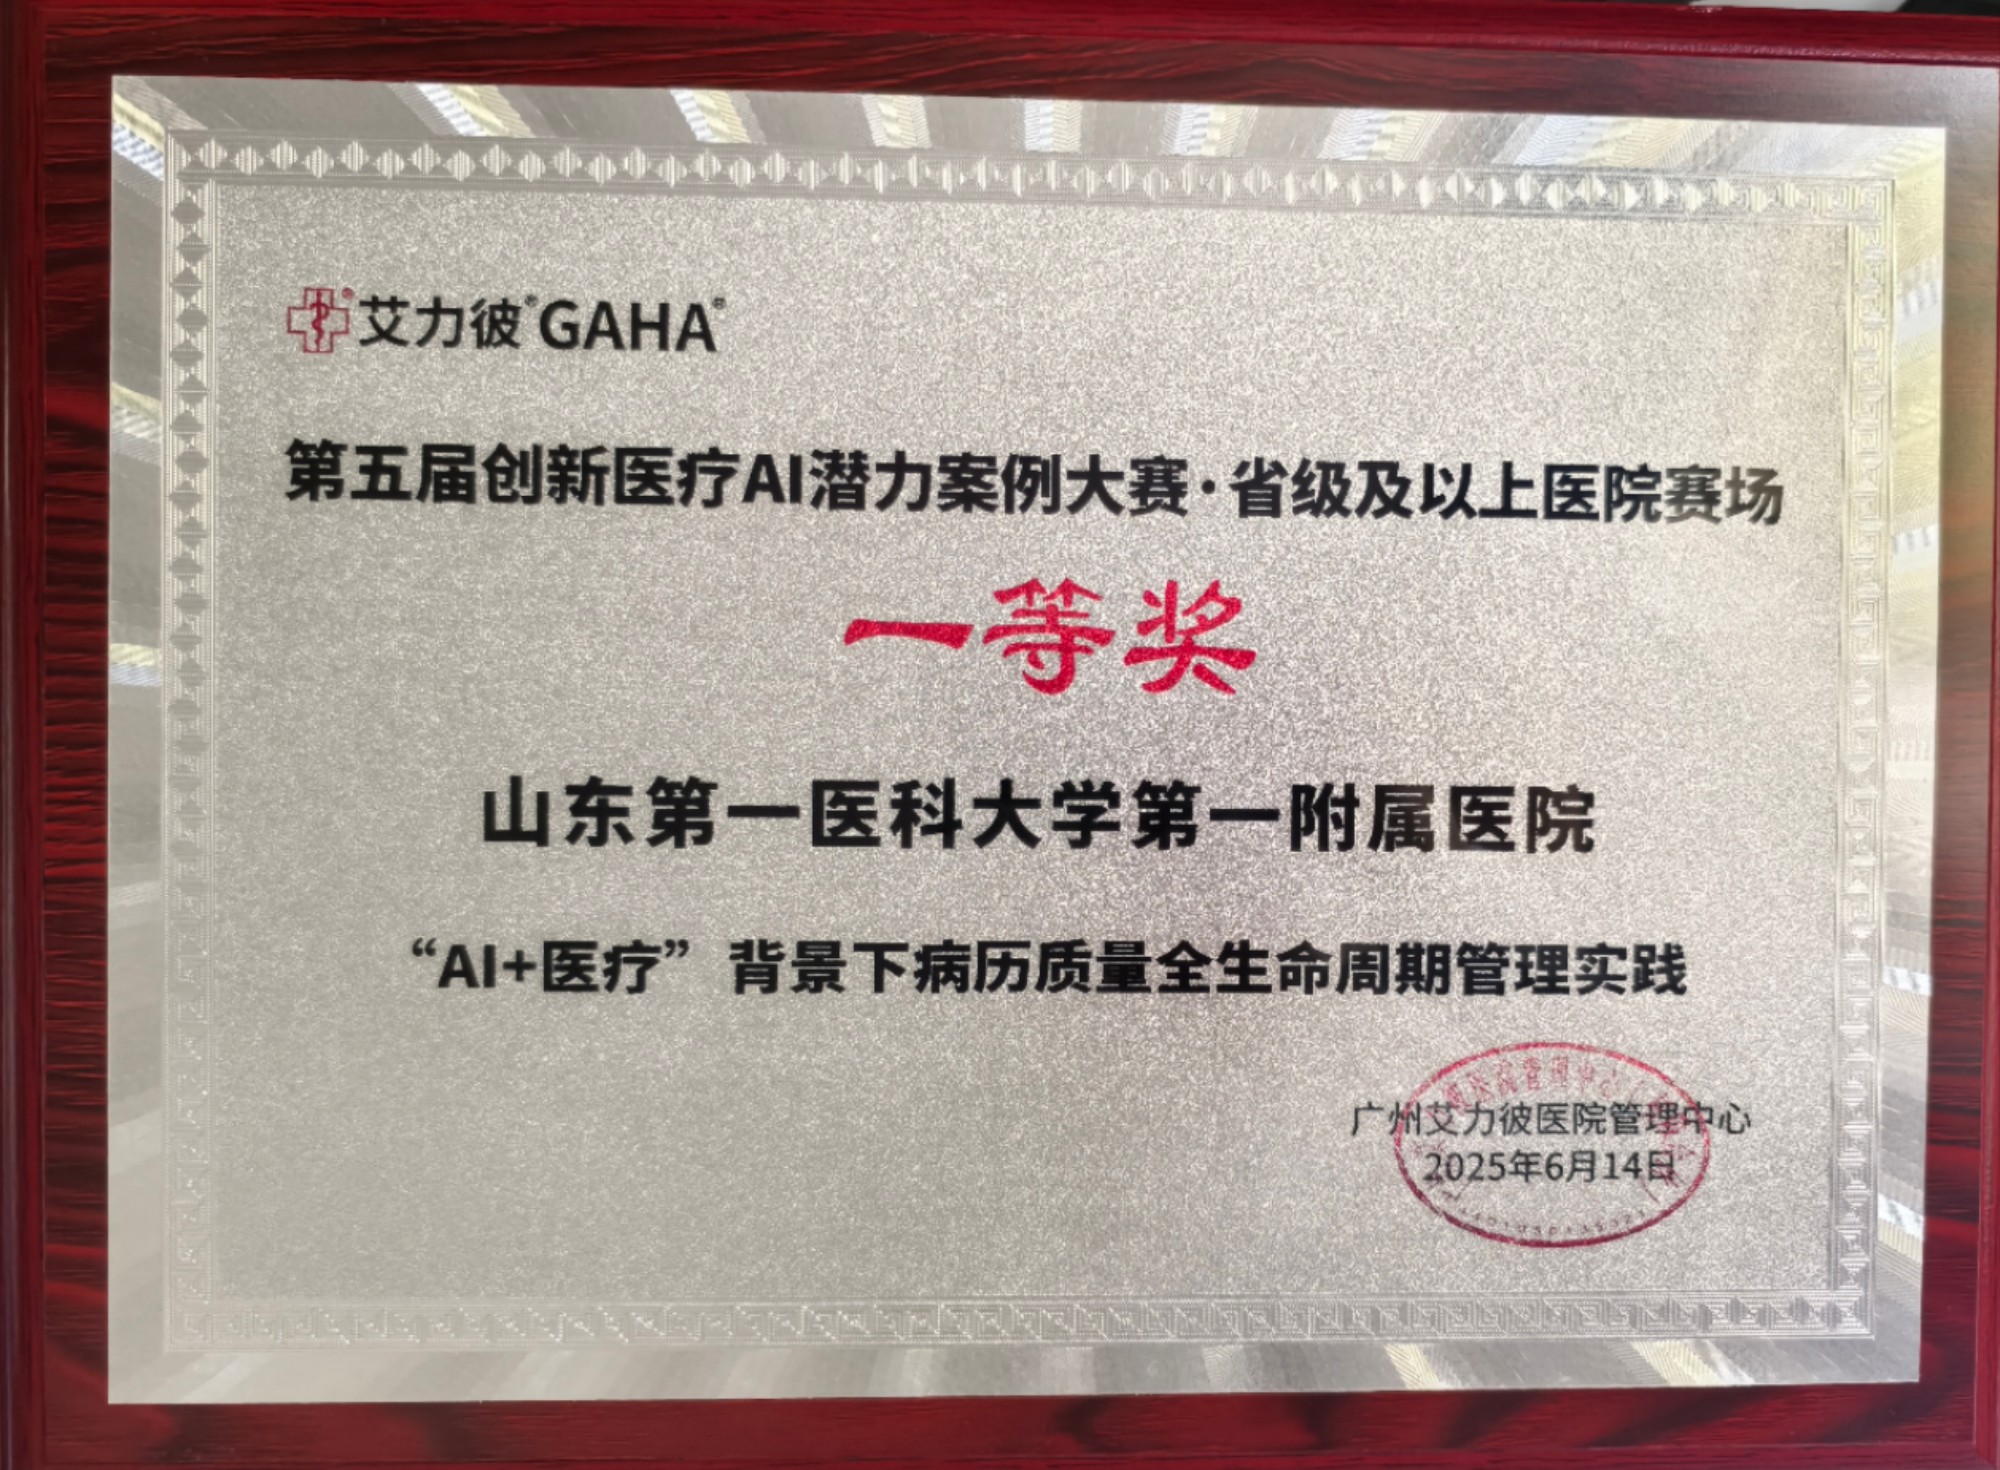 艾力彼®GAHA®
第五届创新医疗AI潜力案例大赛·省级及以上医院赛场
一等奖
山东第一医科大学第一附属医院
“AI+医疗”背景下病历质量全生命周期管理实践
广州艾力彼医院管理中心
2025年6月14日